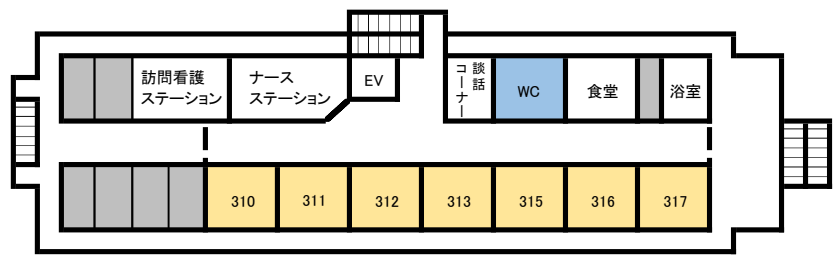 訪問看護
ステーション
ナース
ステーション
EV
談話
コーナー
WC
食堂
浴室
310
311
312
313
315
316
317